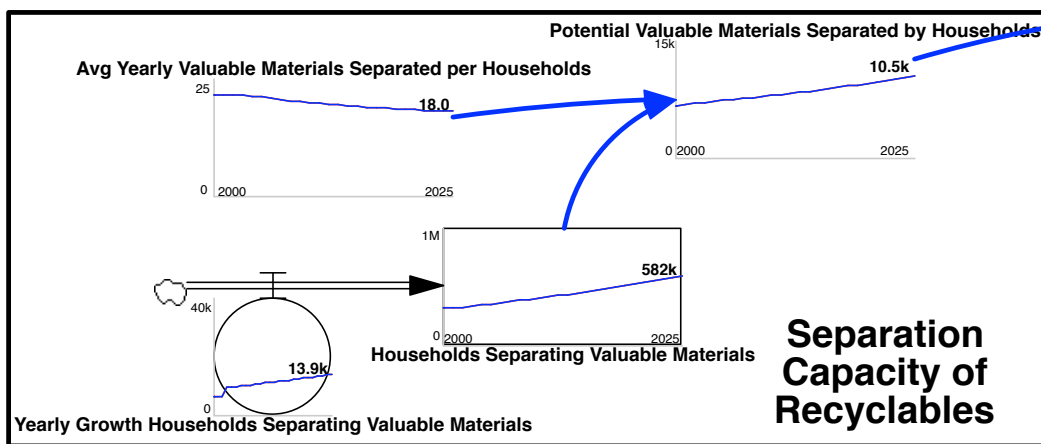 Potential Valuable Materials Separated by Households
15k
10.5k
0 2000 2025
Avg Yearly Valuable Materials Separated per Households
25
18.0
0 2000 2025
1M
582k
0 2000 2025
Households Separating Valuable Materials
40k
13.9k
0
Yearly Growth Households Separating Valuable Materials
Separation
Capacity of
Recyclables